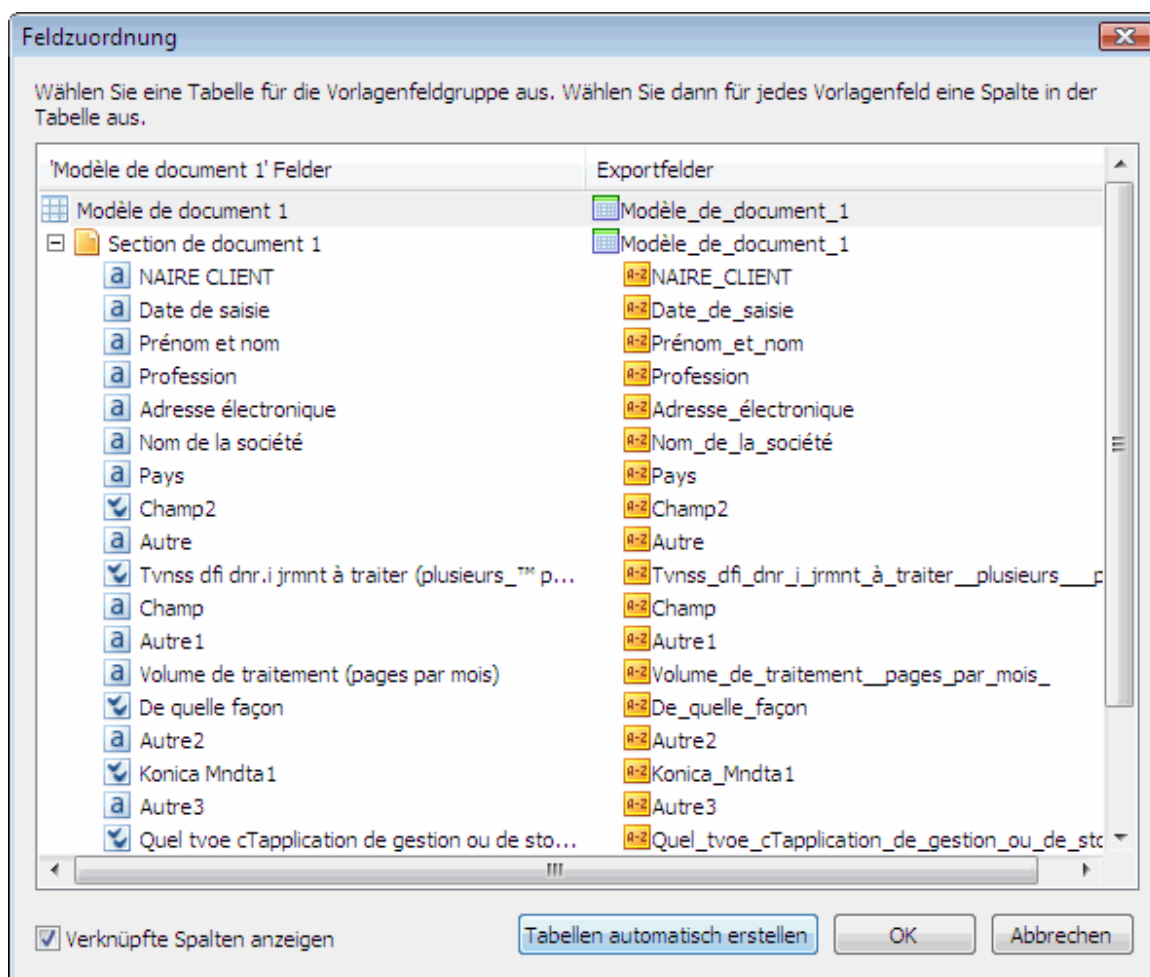 Feldzuordnung
Wählen Sie eine Tabelle für die Vorlagenfeldgruppe aus. Wählen Sie dann für jedes Vorlagenfeld eine Spalte in der
Tabelle aus.
'Modèle de document 1' Felder Exportfelder
Modèle de document 1 Modèle_de_document_1
Section de document 1 Modèle_de_document_1
a NAIRE CLIENT A-Z NAIRE_CLIENT
a Date de saisie A-Z Date_de_saisie
a Prénom et nom A-Z Prénom_et_nom
a Profession A-Z Profession
a Adresse électronique A-Z Adresse_électronique
a Nom de la société A-Z Nom_de_la_société
a Pays A-Z Pays
Champ2 A-Z Champ2
a Autre A-Z Autre
Tvnss dfi dnr.i jrmnt à traiter (plusieurs_™ p... A-Z Tvnss_dfi_dnr_i_jrmnt_à_traiter__plusieurs___p
a Champ A-Z Champ
a Autre1 A-Z Autre1
a Volume de traitement (pages par mois) A-Z Volume_de_traitement__pages_par_mois_
De quelle façon A-Z De_quelle_façon
a Autre2 A-Z Autre2
Konica Mndta1 A-Z Konica_Mndta1
a Autre3 A-Z Autre3
Quel tvoe cTapplication de gestion ou de sto... A-Z Quel_tvoe_cTapplication_de_gestion_ou_de_stc
Verknüpfte Spalten anzeigen Tabellen automatisch erstellen OK Abbrechen